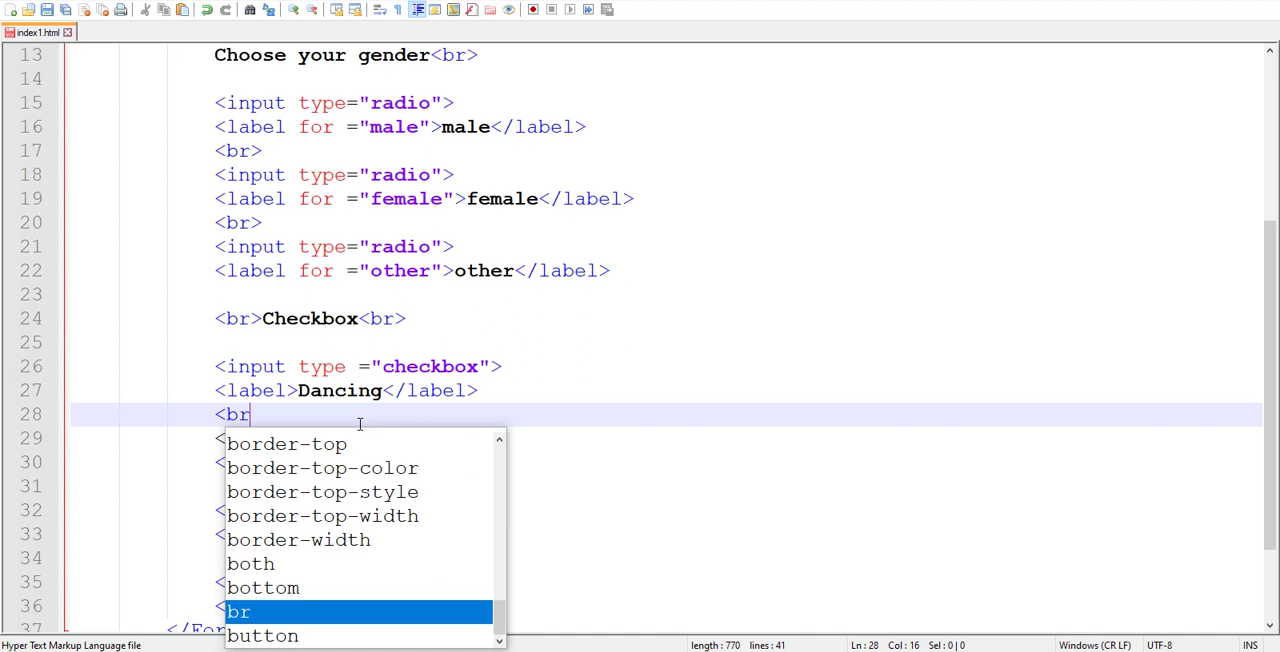 index1.html
13 Choose your gender<br>
14
15 <input type="radio">
16 <label for ="male">male</label>
17 <br>
18 <input type="radio">
19 <label for ="female">female</label>
20 <br>
21 <input type="radio">
22 <label for ="other">other</label>
23
24 <br>Checkbox<br>
25
26 <input type ="checkbox">
27 <label>Dancing</label>
28 <br
29 <
30 <
31
32 <
33 <
34
35 <
36 <
37 </For
border-top
border-top-color
border-top-style
border-top-width
border-width
both
bottom
br
button
Hyper Text Markup Language file length : 770 lines : 41 Ln : 28 Col : 16 Sel : 0 | 0 Windows (CR LF) UTF-8 INS